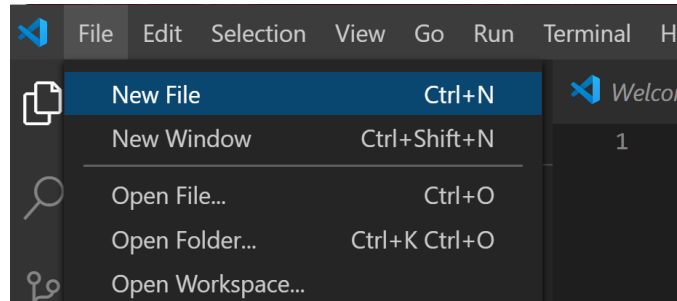 File Edit Selection View Go Run Terminal H
New File Ctrl+N
Welco
New Window Ctrl+Shift+N
1
Open File... Ctrl+O
Open Folder... Ctrl+K Ctrl+O
Open Workspace...